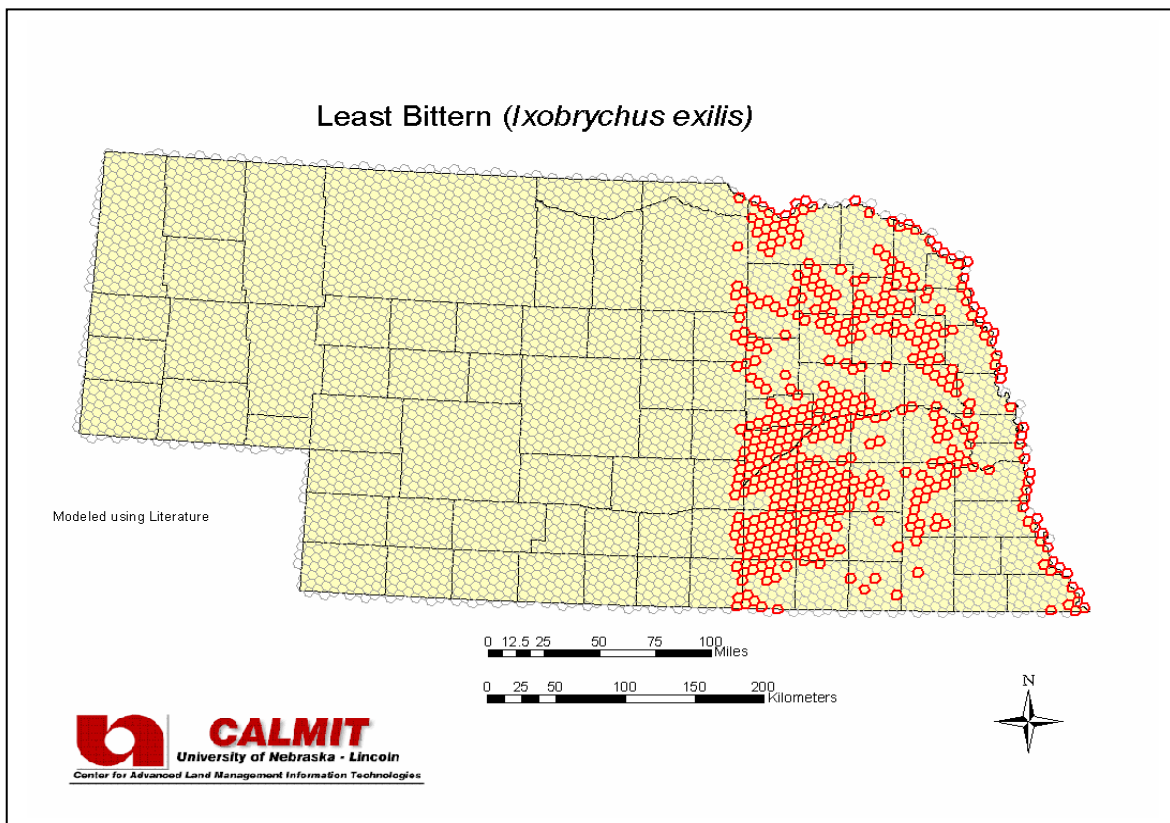 Least Bittern (Ixobrychus exilis)
Modeled using Literature
0 12.5 25 50 75 100
Miles
0 25 50 100 150 200
Kilometers
N
CALMIT
University of Nebraska - Lincoln
Center for Advanced Land Management Information Technologies